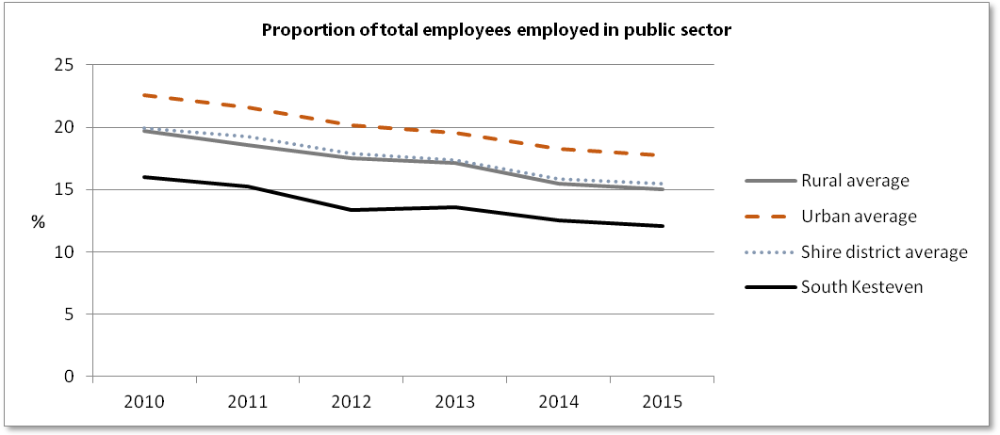 Proportion of total employees employed in public sector
25
20
15
%
10
5
0
2010 2011 2012 2013 2014 2015
Rural average
Urban average
Shire district average
South Kesteven